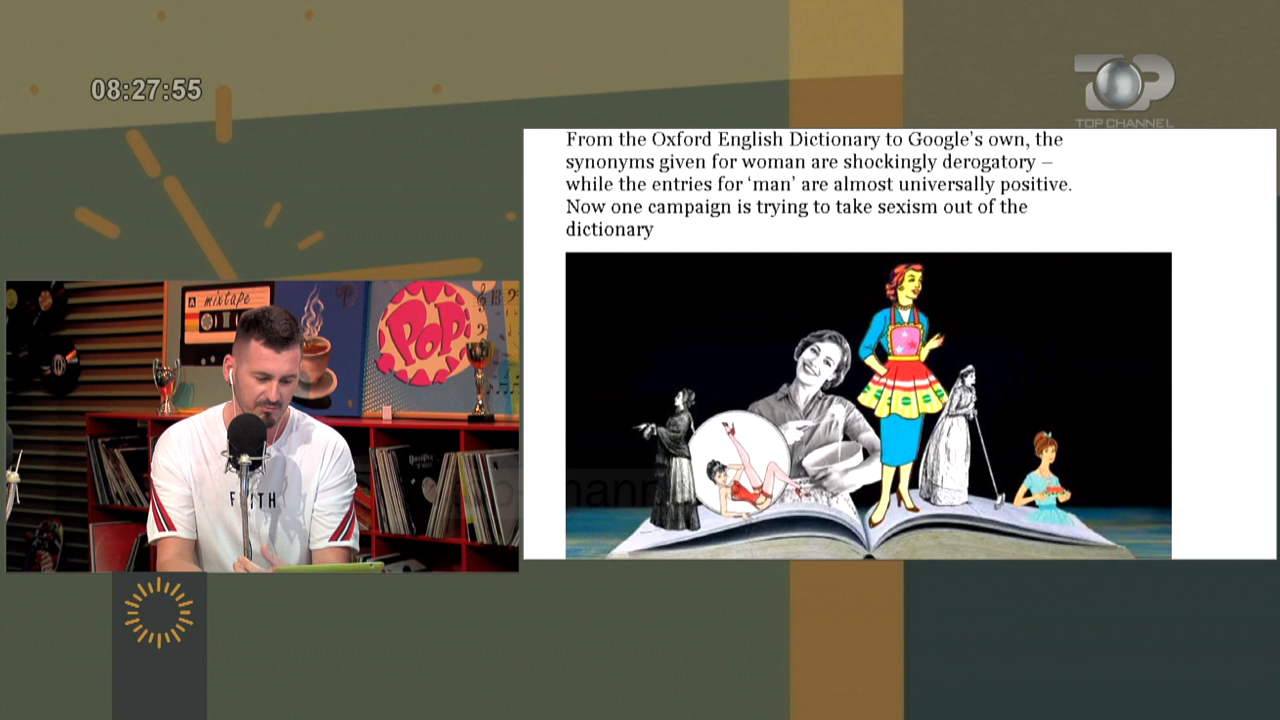 08:27:55
TOP CHANNEL
From the Oxford English Dictionary to Google’s own, the
synonyms given for woman are shockingly derogatory –
while the entries for ‘man’ are almost universally positive.
Now one campaign is trying to take sexism out of the
dictionary
A mixtape
up
POP